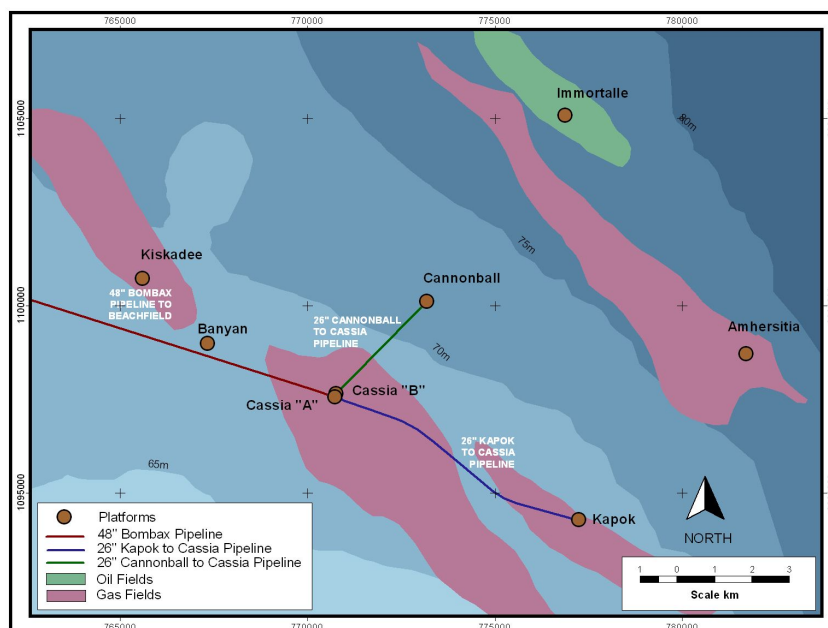 765000
770000
775000
780000
1105000
1100000
1095000
Immortalle
80m
75m
Kiskadee
48" BOMBAX
PIPELINE TO
BEACHFIELD
Cannonball
Banyan
26" CANNONBALL
TO CASSIA
PIPELINE
70m
Amhersitia
Cassia "B"
Cassia "A"
26" KAPOK
TO CASSIA
PIPELINE
65m
Kapok
NORTH
Platforms
48" Bombax Pipeline
26" Kapok to Cassia Pipeline
26" Cannonball to Cassia Pipeline
Oil Fields
Gas Fields
1 0 1 2 3
Scale km
765000
770000
775000
780000